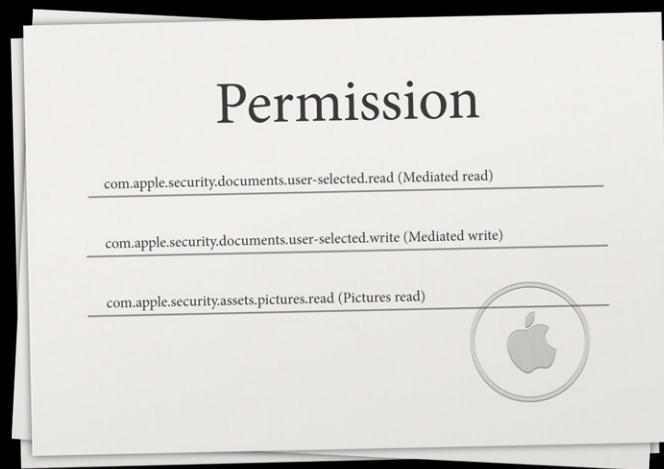 Permission
com.apple.security.documents.user-selected.read (Mediated read)
com.apple.security.documents.user-selected.write (Mediated write)
com.apple.security.assets.pictures.read (Pictures read)